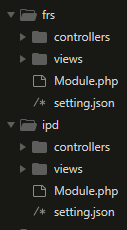 frs
controllers
views
Module.php
/* setting.json
ipd
controllers
views
Module.php
/* setting.json